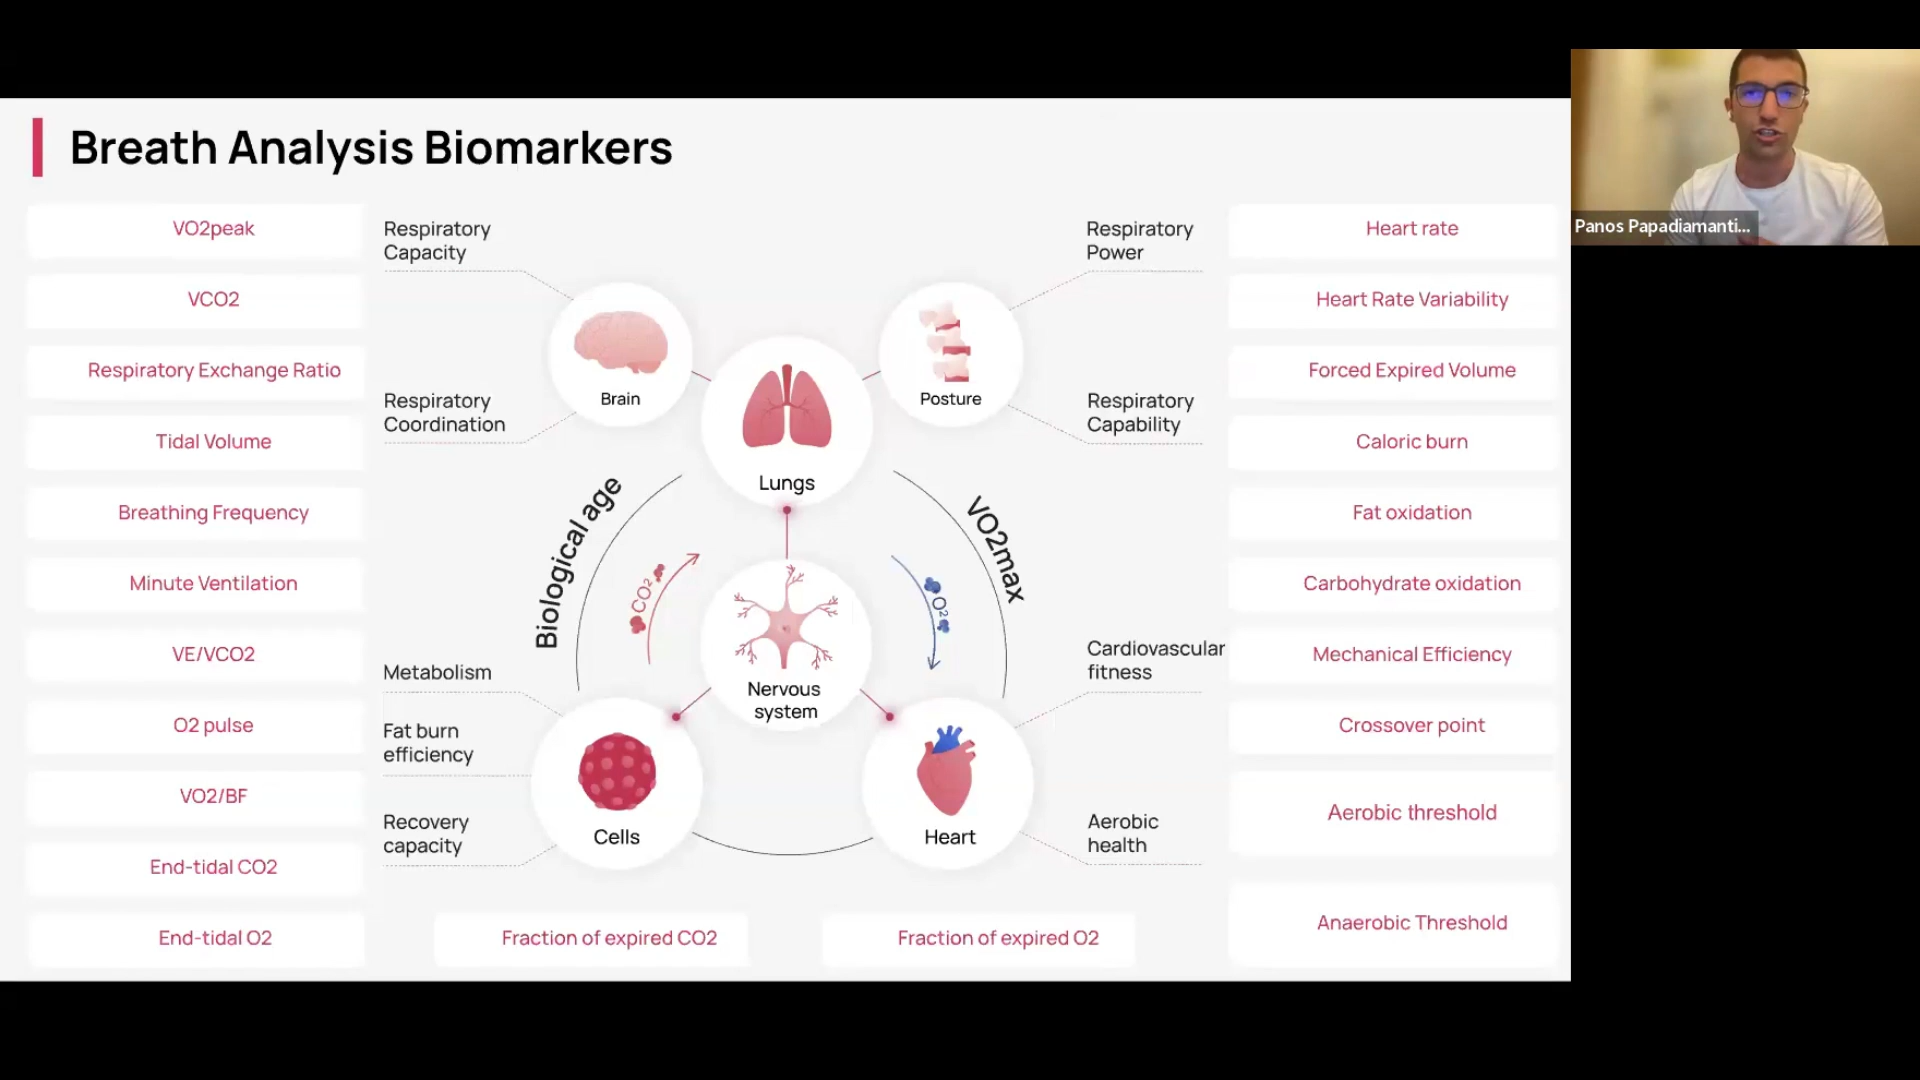 Breath Analysis Biomarkers
VO2peak
VCO2
Respiratory Exchange Ratio
Tidal Volume
Breathing Frequency
Minute Ventilation
VE/VCO2
O2 pulse
VO2/BF
End-tidal CO2
End-tidal O2
Respiratory
Capacity
Respiratory
Coordination
Metabolism
Fat burn
efficiency
Recovery
capacity
Brain
Lungs
Posture
Biological age
VO2max
CO²
O²
Nervous
system
Cells
Heart
Respiratory
Power
Respiratory
Capability
Cardiovascular
fitness
Aerobic
health
Fraction of expired CO2
Fraction of expired O2
Heart rate
Heart Rate Variability
Forced Expired Volume
Caloric burn
Fat oxidation
Carbohydrate oxidation
Mechanical Efficiency
Crossover point
Aerobic threshold
Anaerobic Threshold
Panos Papadiamanti...